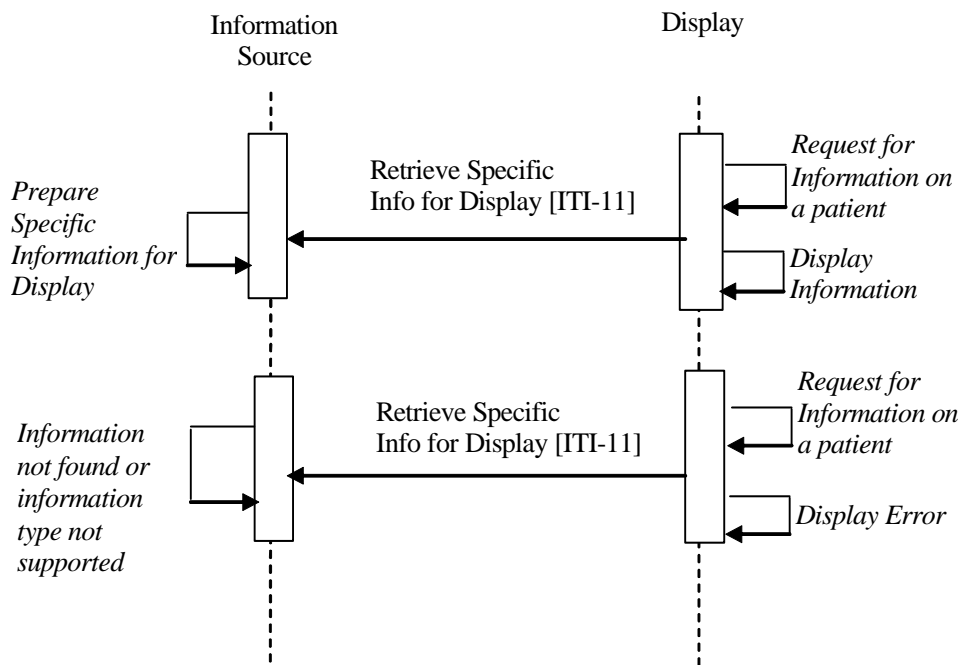 Information
Source
Display
Prepare
Specific
Information for
Display
Retrieve Specific
Info for Display [ITI-11]
Request for
Information on
a patient
Display
Information
Information
not found or
information
type not
supported
Retrieve Specific
Info for Display [ITI-11]
Request for
Information on
a patient
Display Error